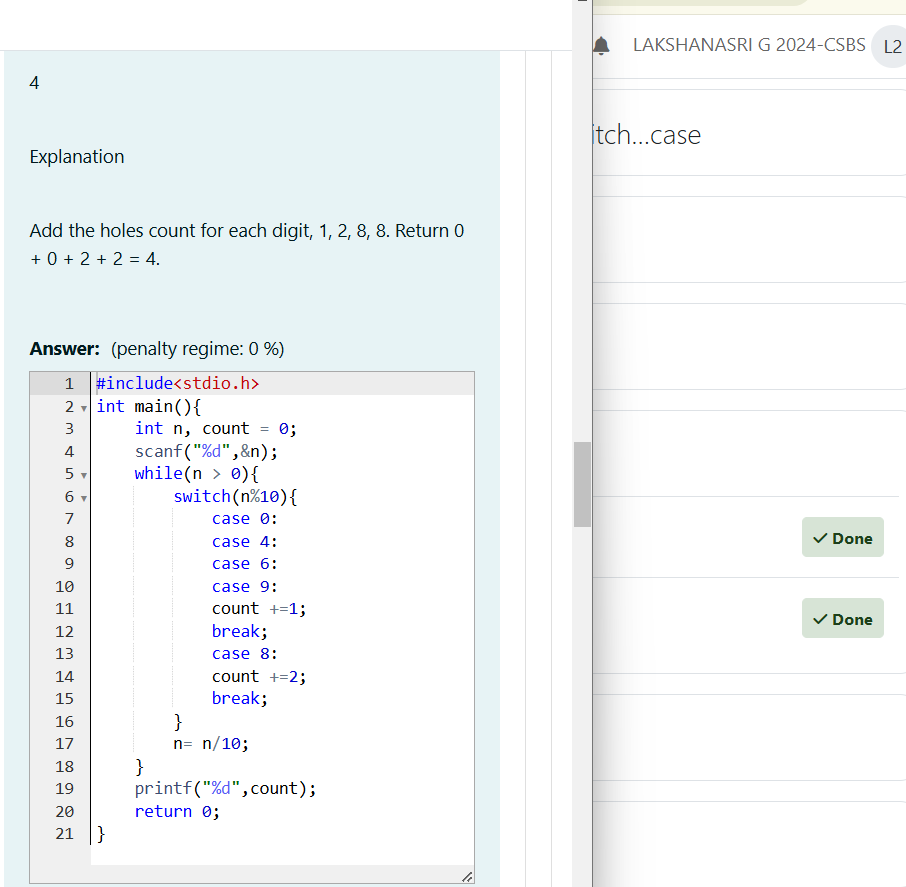 4
Explanation
Add the holes count for each digit, 1, 2, 8, 8. Return 0
+ 0 + 2 + 2 = 4.
Answer: (penalty regime: 0 %)
1 #include<stdio.h>
2 int main(){
3     int n, count = 0;
4     scanf("%d",&n);
5     while(n > 0){
6         switch(n%10){
7             case 0:
8             case 4:
9             case 6:
10             case 9:
11             count +=1;
12             break;
13             case 8:
14             count +=2;
15             break;
16         }
17         n= n/10;
18     }
19     printf("%d",count);
20     return 0;
21 }
LAKSHANASRI G 2024-CSBS L2
itch...case
Done
Done